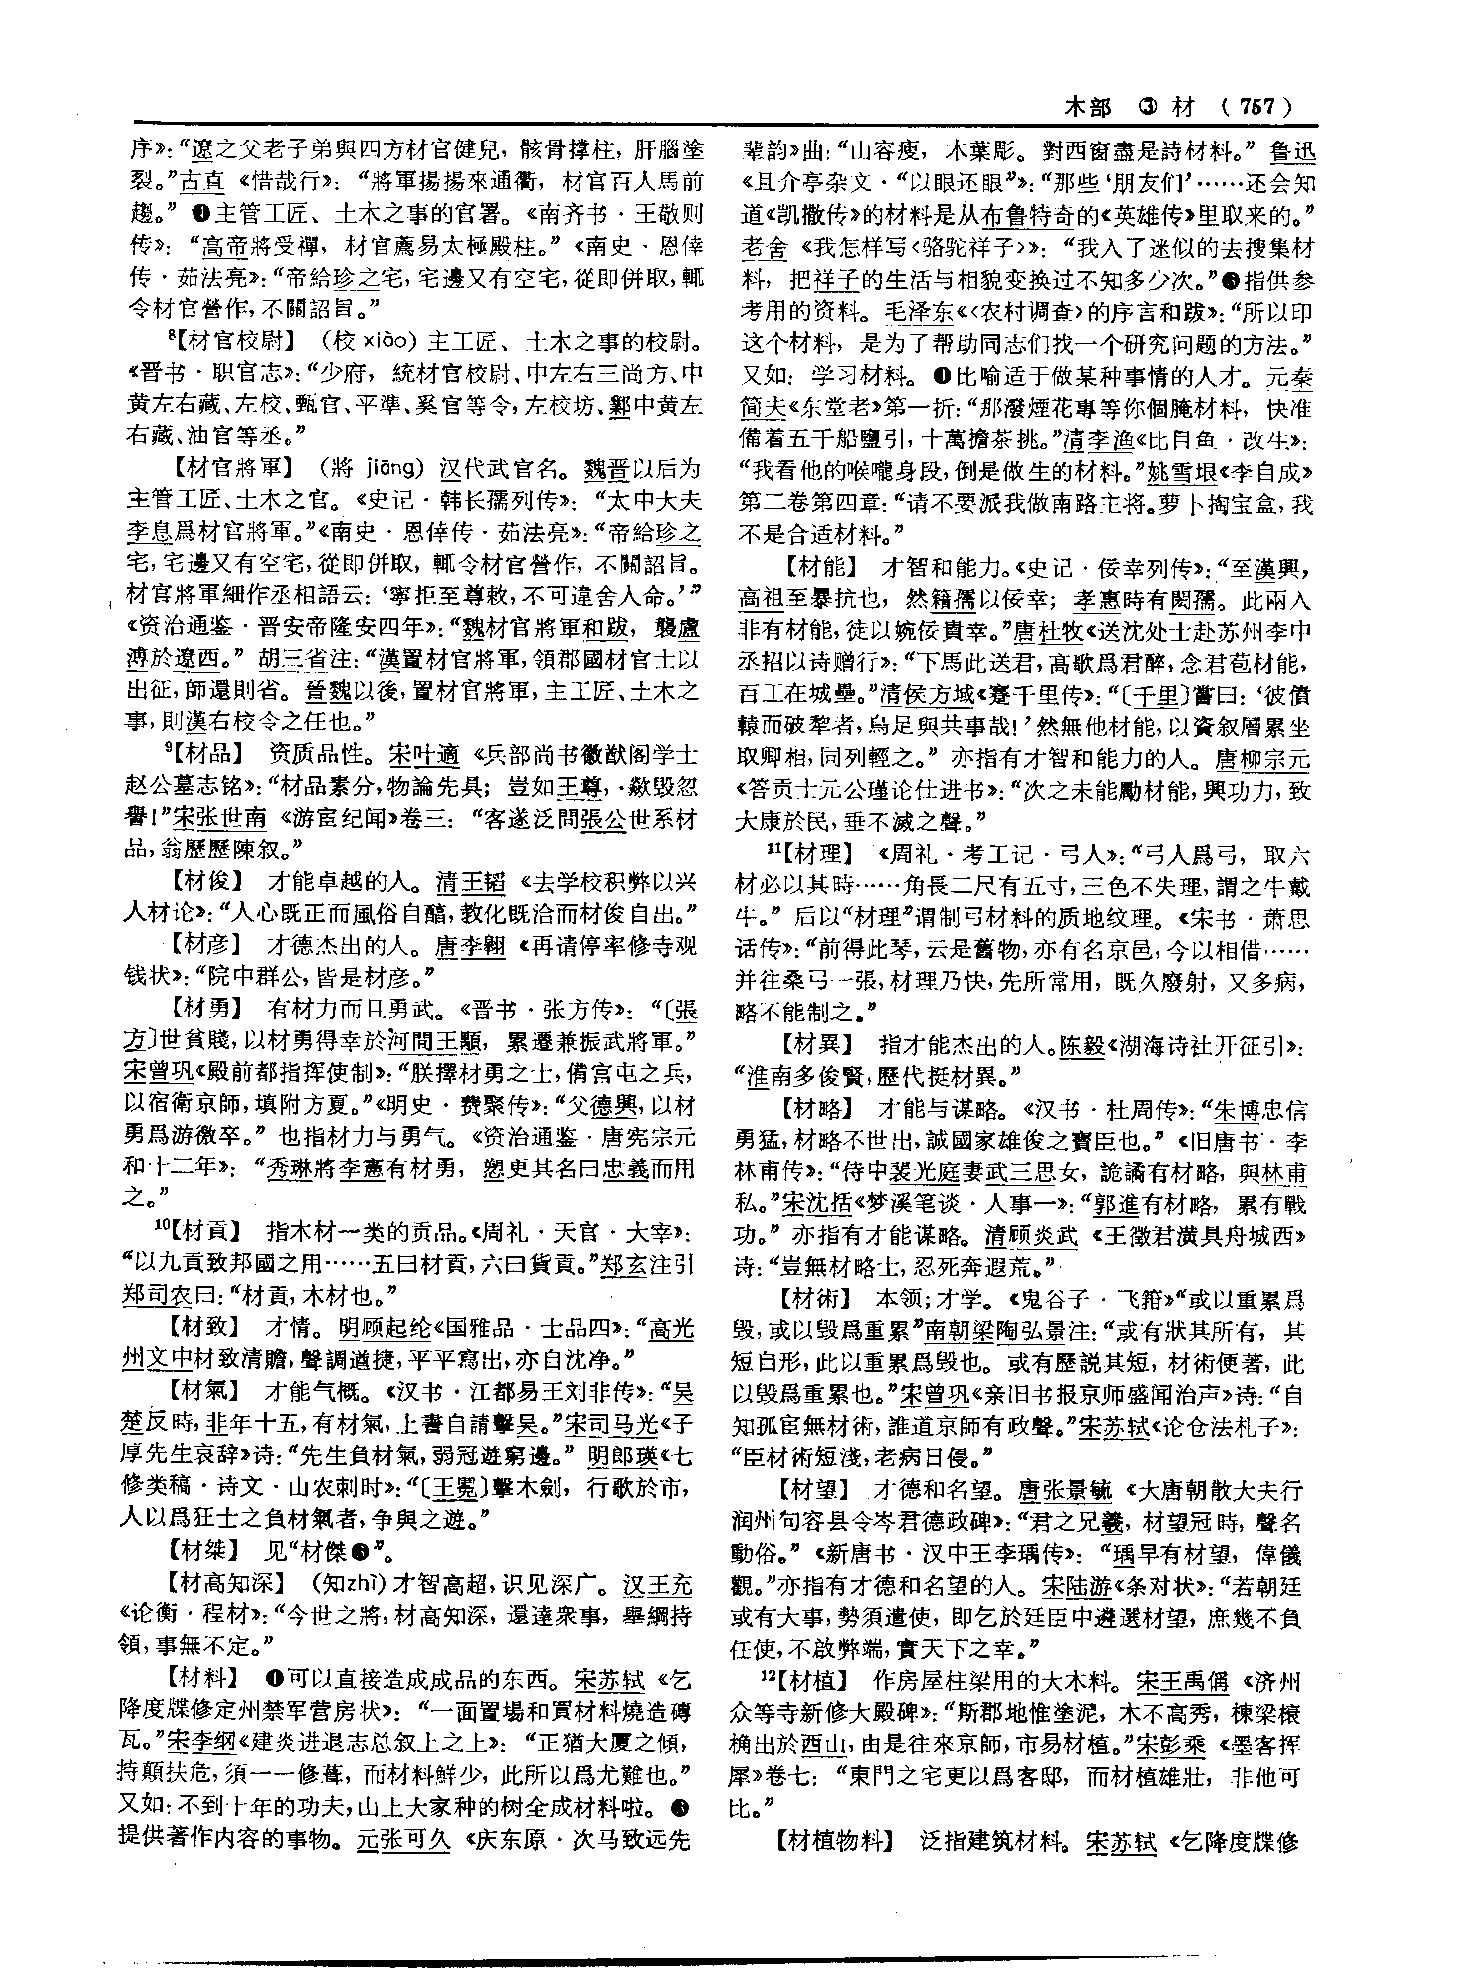 木部 ③ 材 （757）
序》：“遼之父老子弟與四方材官健兒，骸骨撑柱，肝腦塗
裂。”古直《惜哉行》：“將軍揚揚來通衢，材官百人馬前
趨。”❶主管工匠、土木之事的官署。《南齐书·王敬则
传》：“高帝將受禪，材官薦易太極殿柱。”《南史·恩倖
传·茹法亮》：“帝給珍之宅，宅邊又有空宅，從即併取，輒
令材官營作，不關詔旨。”
⁸【材官校尉】（校 xiào）主工匠、土木之事的校尉。
《晋书·职官志》：“少府，統材官校尉、中左右三尚方、中
黄左右藏、左校、甄官、平準、奚官等令，左校坊、鄴中黄左
右藏、油官等丞。”
【材官將軍】（將 jiāng）汉代武官名。魏晋以后为
主管工匠、土木之官。《史记·韩长孺列传》：“太中大夫
李息爲材官將軍。”《南史·恩倖传·茹法亮》：“帝給珍之
宅，宅邊又有空宅，從即併取，輒令材官營作，不關詔旨。
材官將軍細作丞相語云：‘寧拒至尊敕，不可違舍人命。’”
《资治通鉴·晋安帝隆安四年》：“魏材官將軍和跋，襲盧
溥於遼西。”胡三省注：“漢置材官將軍，領郡國材官士以
出征，師還則省。晉魏以後，置材官將軍，主工匠、土木之
事，則漢右校令之任也。”
⁹【材品】 资质品性。宋叶適《兵部尚书徽猷阁学士
赵公墓志铭》：“材品素分，物論先具；豈如王尊，·欻毁忽
譽！”宋张世南《游宦纪闻》卷三：“客遂泛問張公世系材
品，翁歷歷陳叙。”
【材俊】 才能卓越的人。清王韬《去学校积弊以兴
人材论》：“人心既正而風俗自醇，教化既洽而材俊自出。”
【材彦】 才德杰出的人。唐李翱《再请停率修寺观
钱状》：“院中群公，皆是材彦。”
【材勇】 有材力而且勇武。《晋书·张方传》：“〔張
方〕世貧賤，以材勇得幸於河間王顒，累遷兼振武將軍。”
宋曾巩《殿前都指挥使制》：“朕擇材勇之士，備宫屯之兵，
以宿衛京師，填附方夏。”《明史·费聚传》：“父德興，以材
勇爲游徼卒。”也指材力与勇气。《资治通鉴·唐宪宗元
和十二年》：“秀琳將李憲有材勇，愬更其名曰忠義而用
之。”
¹⁰【材貢】 指木材一类的贡品。《周礼·天官·大宰》：
“以九貢致邦國之用……五曰材貢，六曰貨貢。”郑玄注引
郑司农曰：“材貢，木材也。”
【材致】 才情。明顾起纶《国雅品·士品四》：“高光
州文中材致清贍，聲調遒捷，平平寫出，亦自沈净。”
【材氣】 才能气概。《汉书·江都易王刘非传》：“吴
楚反時，非年十五，有材氣，上書自請擊吴。”宋司马光《子
厚先生哀辞》诗：“先生負材氣，弱冠遊窮邊。”明郎瑛《七
修类稿·诗文·山农刺时》：“〔王冕〕擊木劍，行歌於市，
人以爲狂士之負材氣者，争與之遊。”
【材桀】 见“材傑❸”。
【材高知深】（知zhì）才智高超，识见深广。汉王充
《论衡·程材》：“今世之將，材高知深，還達衆事，舉綱持
領，事無不定。”
【材料】 ❶可以直接造成成品的东西。宋苏轼《乞
降度牒修定州禁军营房状》：“一面置場和買材料燒造磚
瓦。”宋李纲《建炎进退志总叙上之上》：“正猶大厦之傾，
持顛扶危，須一一修葺，而材料鮮少，此所以爲尤難也。”
又如：不到十年的功夫，山上大家种的树全成材料啦。❷
提供著作内容的事物。元张可久《庆东原·次马致远先
辈韵》曲：“山容瘦，木葉彫。對西窗盡是詩材料。”鲁迅
《且介亭杂文·“以眼还眼”》：“那些‘朋友们’……还会知
道《凯撒传》的材料是从布鲁特奇的《英雄传》里取来的。”
老舍《我怎样写〈骆驼祥子〉》：“我入了迷似的去搜集材
料，把祥子的生活与相貌变换过不知多少次。”❸指供参
考用的资料。毛泽东《〈农村调查〉的序言和跋》：“所以印
这个材料，是为了帮助同志们找一个研究问题的方法。”
又如：学习材料。❹比喻适于做某种事情的人才。元秦
简夫《东堂老》第一折：“那潑煙花專等你個腌材料，快准
備着五千船鹽引，十萬擔茶挑。”清李渔《比目鱼·改生》：
“我看他的喉嚨身段，倒是做生的材料。”姚雪垠《李自成》
第二卷第四章：“请不要派我做南路主将。萝卜掏宝盒，我
不是合适材料。”
【材能】 才智和能力。《史记·佞幸列传》：“至漢興，
高祖至暴抗也，然籍孺以佞幸；孝惠時有閎孺。此兩人
非有材能，徒以婉佞貴幸。”唐杜牧《送沈处士赴苏州李中
丞招以诗赠行》：“下馬此送君，高歌爲君醉，念君苞材能，
百工在城壘。”清侯方域《蹇千里传》：“〔千里〕嘗曰：‘彼僨
轅而破犂者，烏足與共事哉！’然無他材能，以資叙層累坐
取卿相，同列輕之。”亦指有才智和能力的人。唐柳宗元
《答贡士元公瑾论仕进书》：“次之未能勵材能，興功力，致
大康於民，垂不滅之聲。”
¹¹【材理】 《周礼·考工记·弓人》：“弓人爲弓，取六
材必以其時……角長二尺有五寸，三色不失理，謂之牛戴
牛。”后以“材理”谓制弓材料的质地纹理。《宋书·萧思
话传》：“前得此琴，云是舊物，亦有名京邑，今以相借……
并往桑弓一張，材理乃快，先所常用，既久廢射，又多病，
略不能制之。”
【材異】 指才能杰出的人。陈毅《湖海诗社开征引》：
“淮南多俊賢，歷代挺材異。”
【材略】 才能与谋略。《汉书·杜周传》：“朱博忠信
勇猛，材略不世出，誠國家雄俊之寶臣也。”《旧唐书·李
林甫传》：“侍中裴光庭妻武三思女，詭譎有材略，與林甫
私。”宋沈括《梦溪笔谈·人事一》：“郭進有材略，累有戰
功。”亦指有才能谋略。清顾炎武《王徵君潢具舟城西》
诗：“豈無材略士，忍死奔遐荒。”
【材術】 本领；才学。《鬼谷子·飞箝》“或以重累爲
毁，或以毁爲重累”南朝梁陶弘景注：“或有狀其所有，其
短自形，此以重累爲毁也。或有歷説其短，材術便著，此
以毁爲重累也。”宋曾巩《亲旧书报京师盛闻治声》诗：“自
知孤宦無材術，誰道京師有政聲。”宋苏轼《论仓法札子》：
“臣材術短淺，老病日侵。”
【材望】 才德和名望。唐张景毓《大唐朝散大夫行
润州句容县令岑君德政碑》：“君之兄羲，材望冠時，聲名
動俗。”《新唐书·汉中王李瑀传》：“瑀早有材望，偉儀
觀。”亦指有才德和名望的人。宋陆游《条对状》：“若朝廷
或有大事，勢須遣使，即乞於廷臣中遴選材望，庶幾不負
任使，不啟弊端，實天下之幸。”
¹²【材植】 作房屋柱梁用的大木料。宋王禹偁《济州
众等寺新修大殿碑》：“斯郡地惟塗泥，木不高秀，棟梁榱
桷出於西山，由是往來京師，市易材植。”宋彭乘《墨客挥
犀》卷七：“東門之宅更以爲客邸，而材植雄壯，非他可
比。”
【材植物料】 泛指建筑材料。宋苏轼《乞降度牒修